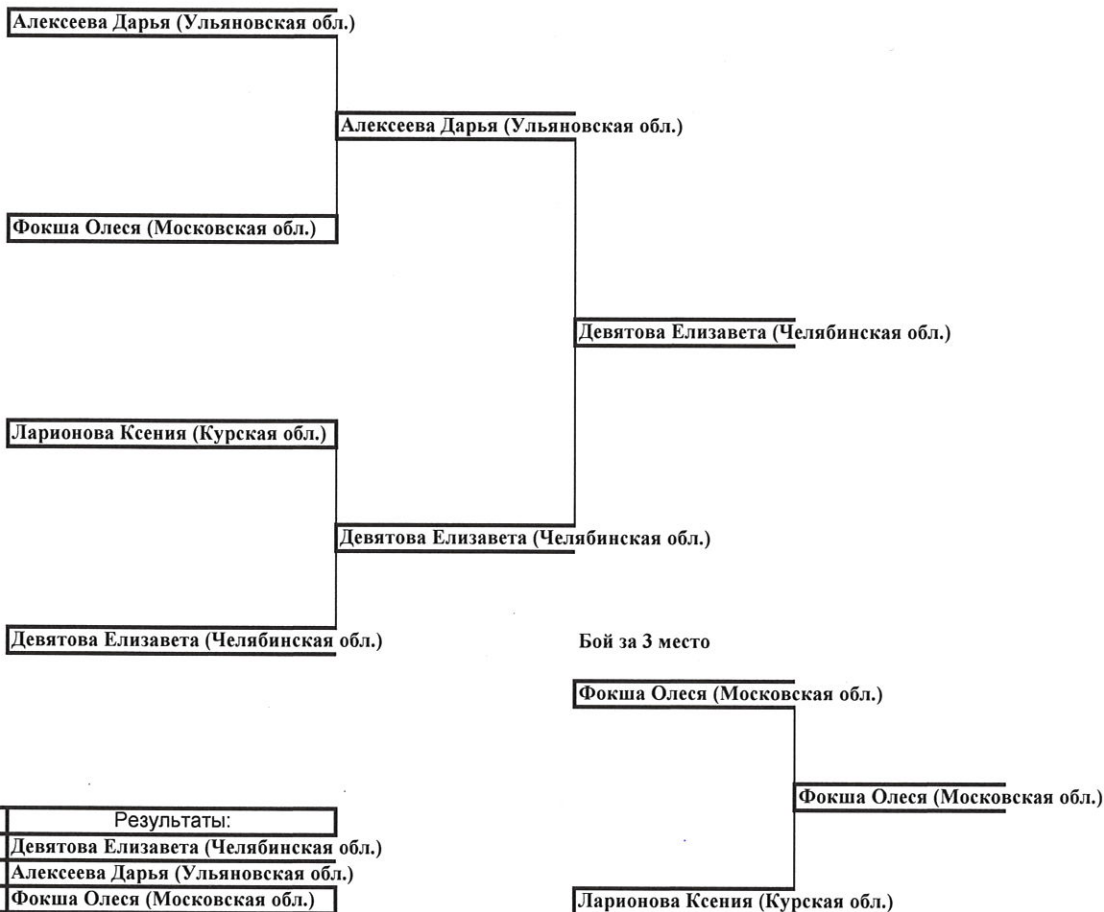 Алексеева Дарья (Ульяновская обл.)
Алексеева Дарья (Ульяновская обл.)
Фокша Олеся (Московская обл.)
Девятова Елизавета (Челябинская обл.)
Ларионова Ксения (Курская обл.)
Девятова Елизавета (Челябинская обл.)
Девятова Елизавета (Челябинская обл.)
Бой за 3 место
Фокша Олеся (Московская обл.)
Фокша Олеся (Московская обл.)
Ларионова Ксения (Курская обл.)
Результаты:
Девятова Елизавета (Челябинская обл.)
Алексеева Дарья (Ульяновская обл.)
Фокша Олеся (Московская обл.)